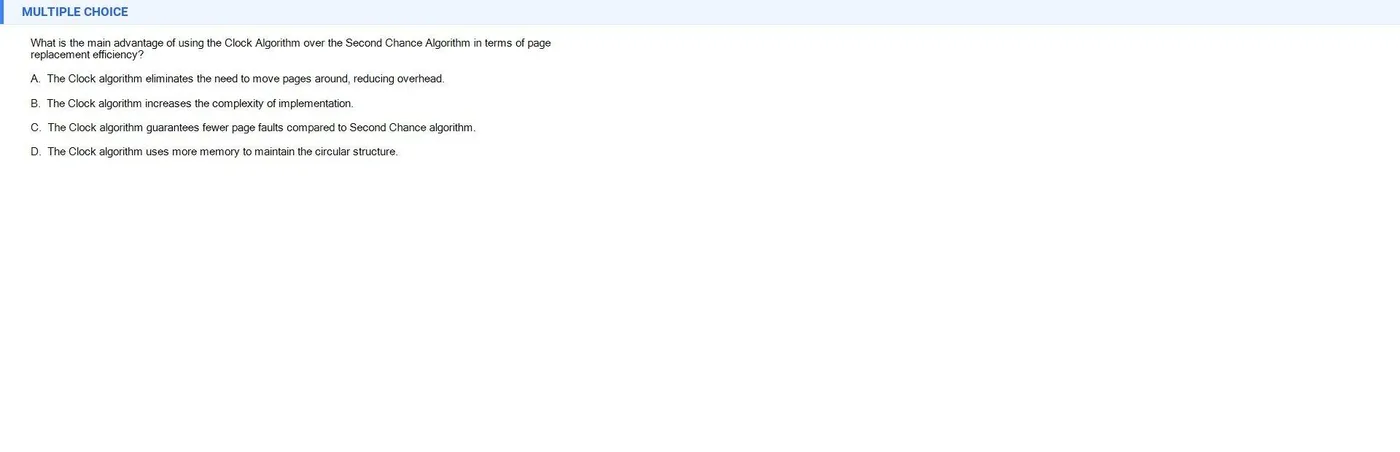 MULTIPLE CHOICE
What is the main advantage of using the Clock Algorithm over the Second Chance Algorithm in terms of page
replacement efficiency?
A. The Clock algorithm eliminates the need to move pages around, reducing overhead.
B. The Clock algorithm increases the complexity of implementation.
C. The Clock algorithm guarantees fewer page faults compared to Second Chance algorithm.
D. The Clock algorithm uses more memory to maintain the circular structure.